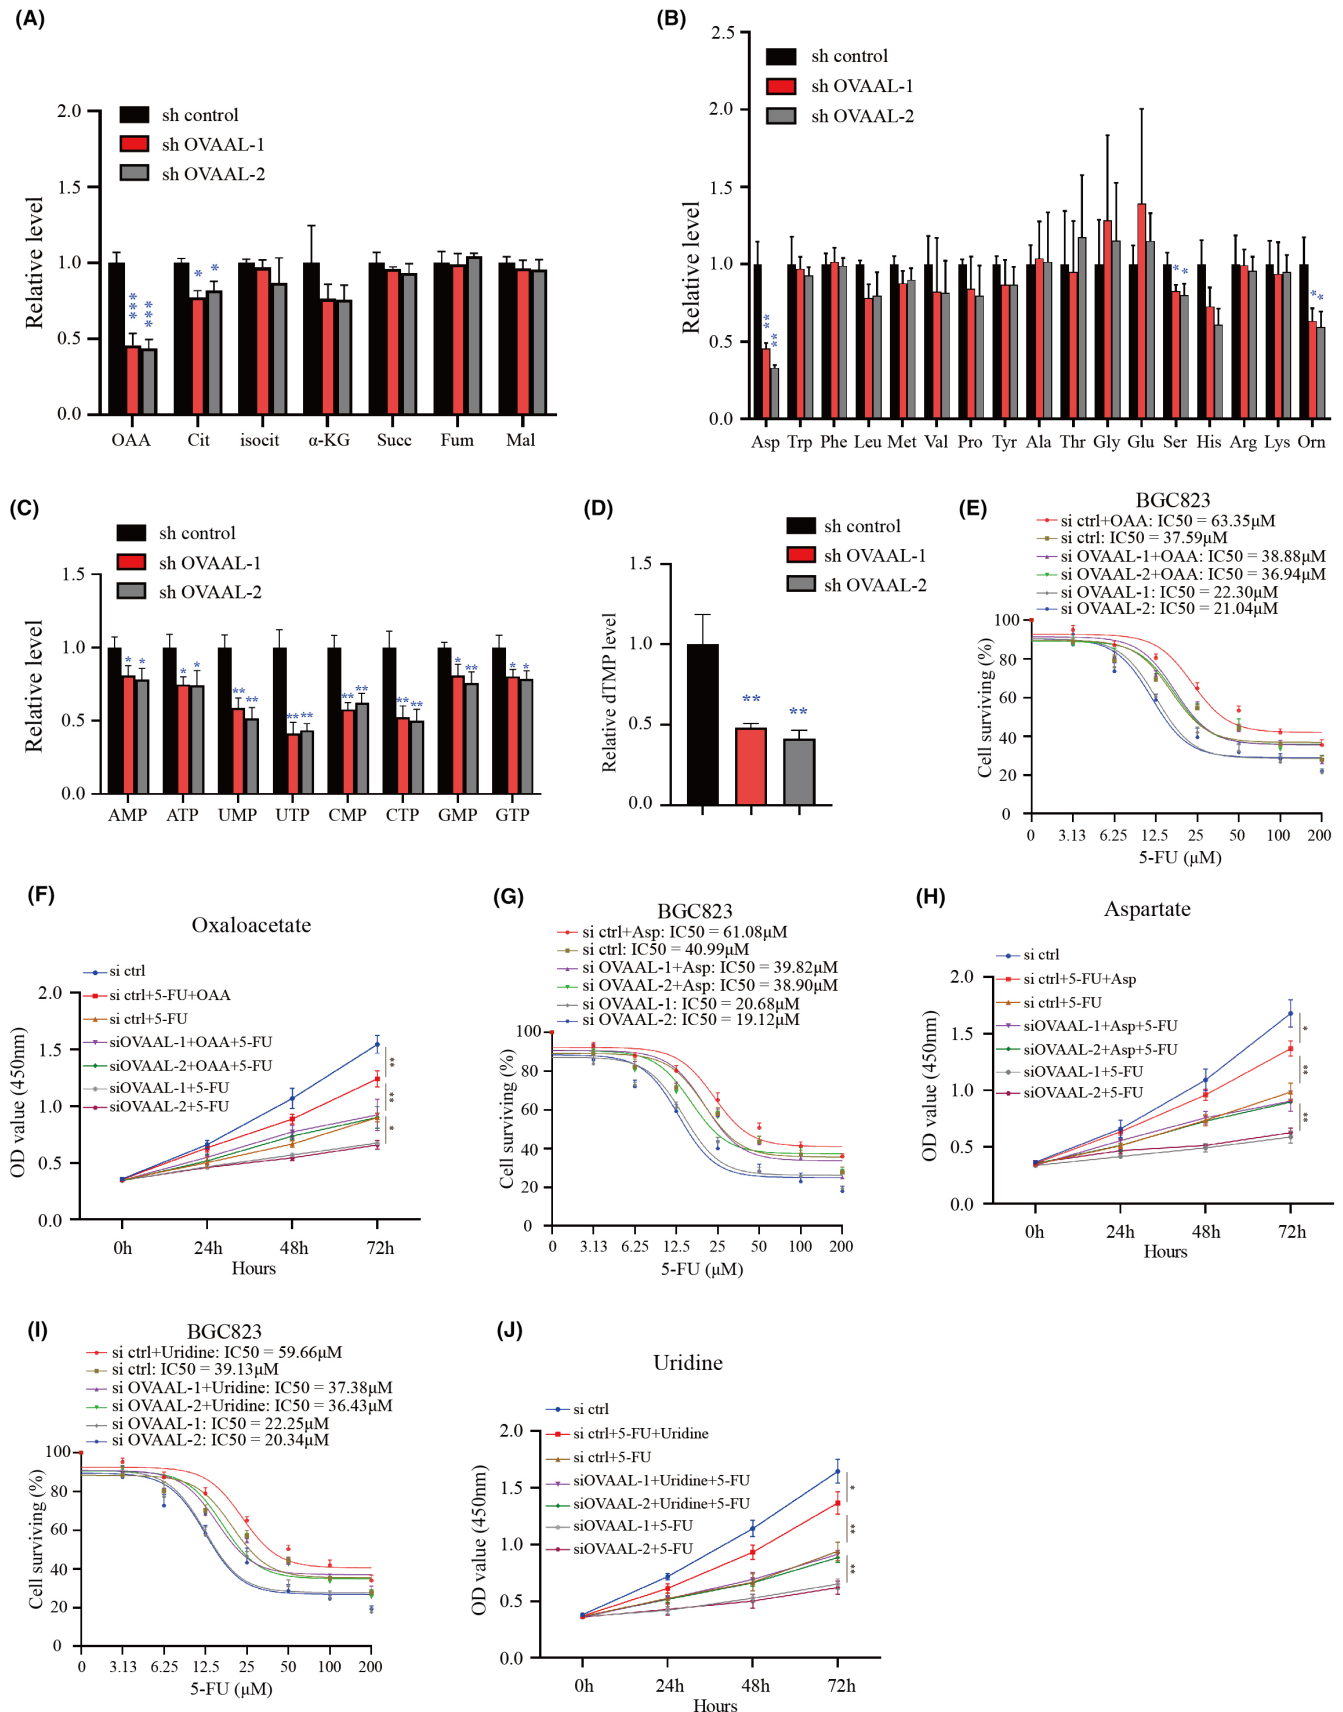 (A)
sh control
sh OVAAL-1
sh OVAAL-2
Relative level
2.0
1.5
1.0
0.5
0.0
*** *** * *
OAA Cit isocit α-KG Succ Fum Mal
(B)
sh control
sh OVAAL-1
sh OVAAL-2
Relative level
2.5
2.0
1.5
1.0
0.5
0.0
** ** * * * *
Asp Trp Phe Leu Met Val Pro Tyr Ala Thr Gly Glu Ser His Arg Lys Orn
(C)
sh control
sh OVAAL-1
sh OVAAL-2
Relative level
1.5
1.0
0.5
0.0
* * * * ** ** ** ** ** ** ** ** * ** * *
AMP ATP UMP UTP CMP CTP GMP GTP
(D)
sh control
sh OVAAL-1
sh OVAAL-2
Relative dTMP level
1.5
1.0
0.5
0.0
** **
(E)
BGC823
si ctrl+OAA: IC50 = 63.35μM
si ctrl: IC50 = 37.59μM
si OVAAL-1+OAA: IC50 = 38.88μM
si OVAAL-2+OAA: IC50 = 36.94μM
si OVAAL-1: IC50 = 22.30μM
si OVAAL-2: IC50 = 21.04μM
Cell surviving (%)
100
80
60
40
20
0
0 3.13 6.25 12.5 25 50 100 200
5-FU (μM)
(F)
Oxaloacetate
si ctrl
si ctrl+5-FU+OAA
si ctrl+5-FU
siOVAAL-1+OAA+5-FU
siOVAAL-2+OAA+5-FU
siOVAAL-1+5-FU
siOVAAL-2+5-FU
OD value (450nm)
2.0
1.5
1.0
0.5
0.0
**
**
*
0h 24h 48h 72h
Hours
(G)
BGC823
si ctrl+Asp: IC50 = 61.08μM
si ctrl: IC50 = 40.99μM
si OVAAL-1+Asp: IC50 = 39.82μM
si OVAAL-2+Asp: IC50 = 38.90μM
si OVAAL-1: IC50 = 20.68μM
si OVAAL-2: IC50 = 19.12μM
Cell surviving (%)
100
80
60
40
20
0
0 3.13 6.25 12.5 25 50 100 200
5-FU (μM)
(H)
Aspartate
si ctrl
si ctrl+5-FU+Asp
si ctrl+5-FU
siOVAAL-1+Asp+5-FU
siOVAAL-2+Asp+5-FU
siOVAAL-1+5-FU
siOVAAL-2+5-FU
OD value (450nm)
2.0
1.5
1.0
0.5
0.0
*
**
**
0h 24h 48h 72h
Hours
(I)
BGC823
si ctrl+Uridine: IC50 = 59.66μM
si ctrl: IC50 = 39.13μM
si OVAAL-1+Uridine: IC50 = 37.38μM
si OVAAL-2+Uridine: IC50 = 36.43μM
si OVAAL-1: IC50 = 22.25μM
si OVAAL-2: IC50 = 20.34μM
Cell surviving (%)
100
80
60
40
20
0
0 3.13 6.25 12.5 25 50 100 200
5-FU (μM)
(J)
Uridine
si ctrl
si ctrl+5-FU+Uridine
si ctrl+5-FU
siOVAAL-1+Uridine+5-FU
siOVAAL-2+Uridine+5-FU
siOVAAL-1+5-FU
siOVAAL-2+5-FU
OD value (450nm)
2.0
1.5
1.0
0.5
0.0
*
**
**
0h 24h 48h 72h
Hours